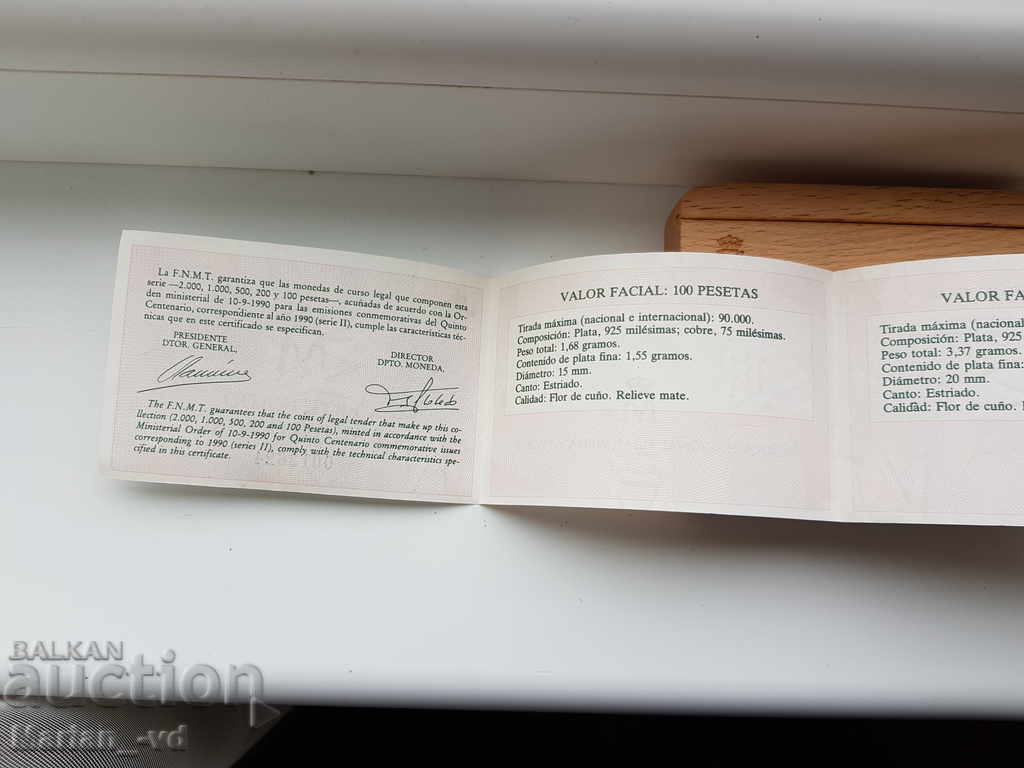 La F.N.M.T. garantiza que las monedas de curso legal que componen esta
serie —2.000, 1.000, 500, 200 y 100 pesetas—, acuñadas de acuerdo con la Or-
den ministerial de 10-9-1990 para las emisiones conmemorativas del Quinto
Centenario, correspondiente al año 1990 (serie II), cumple las características téc-
nicas que en este certificado se especifican.
PRESIDENTE
DTOR. GENERAL,
DIRECTOR
DPTO. MONEDA,
The F.N.M.T. guarantees that the coins of legal tender that make up this co-
llection (2.000, 1.000, 500, 200 and 100 Pesetas), minted in accordance with the
Ministerial Order of 10-9-1990 for Quinto Centenario commemorative issues
corresponding to 1990 (series II), comply with the technical characteristics spe-
cified in this certificate.
VALOR FACIAL: 100 PESETAS
Tirada máxima (nacional e internacional): 90.000.
Composición: Plata, 925 milésimas; cobre, 75 milésimas.
Peso total: 1,68 gramos.
Contenido de plata fina: 1,55 gramos.
Diámetro: 15 mm.
Canto: Estriado.
Calidad: Flor de cuño. Relieve mate.
VALOR FA
Tirada máxima (nacional
Composición: Plata, 925
Peso total: 3,37 gramos.
Contenido de plata fina:
Diámetro: 20 mm.
Canto: Estriado.
Calidad: Flor de cuño.
BALKAN
auction
Karian_-vd